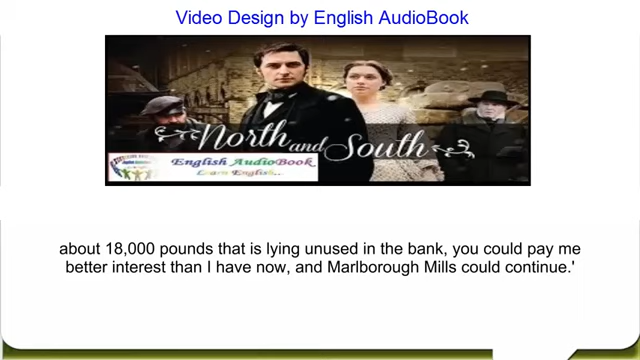 Video Design by English AudioBook
North and South
English AudioBook
Learn English...
about 18,000 pounds that is lying unused in the bank, you could pay me
better interest than I have now, and Marlborough Mills could continue.'